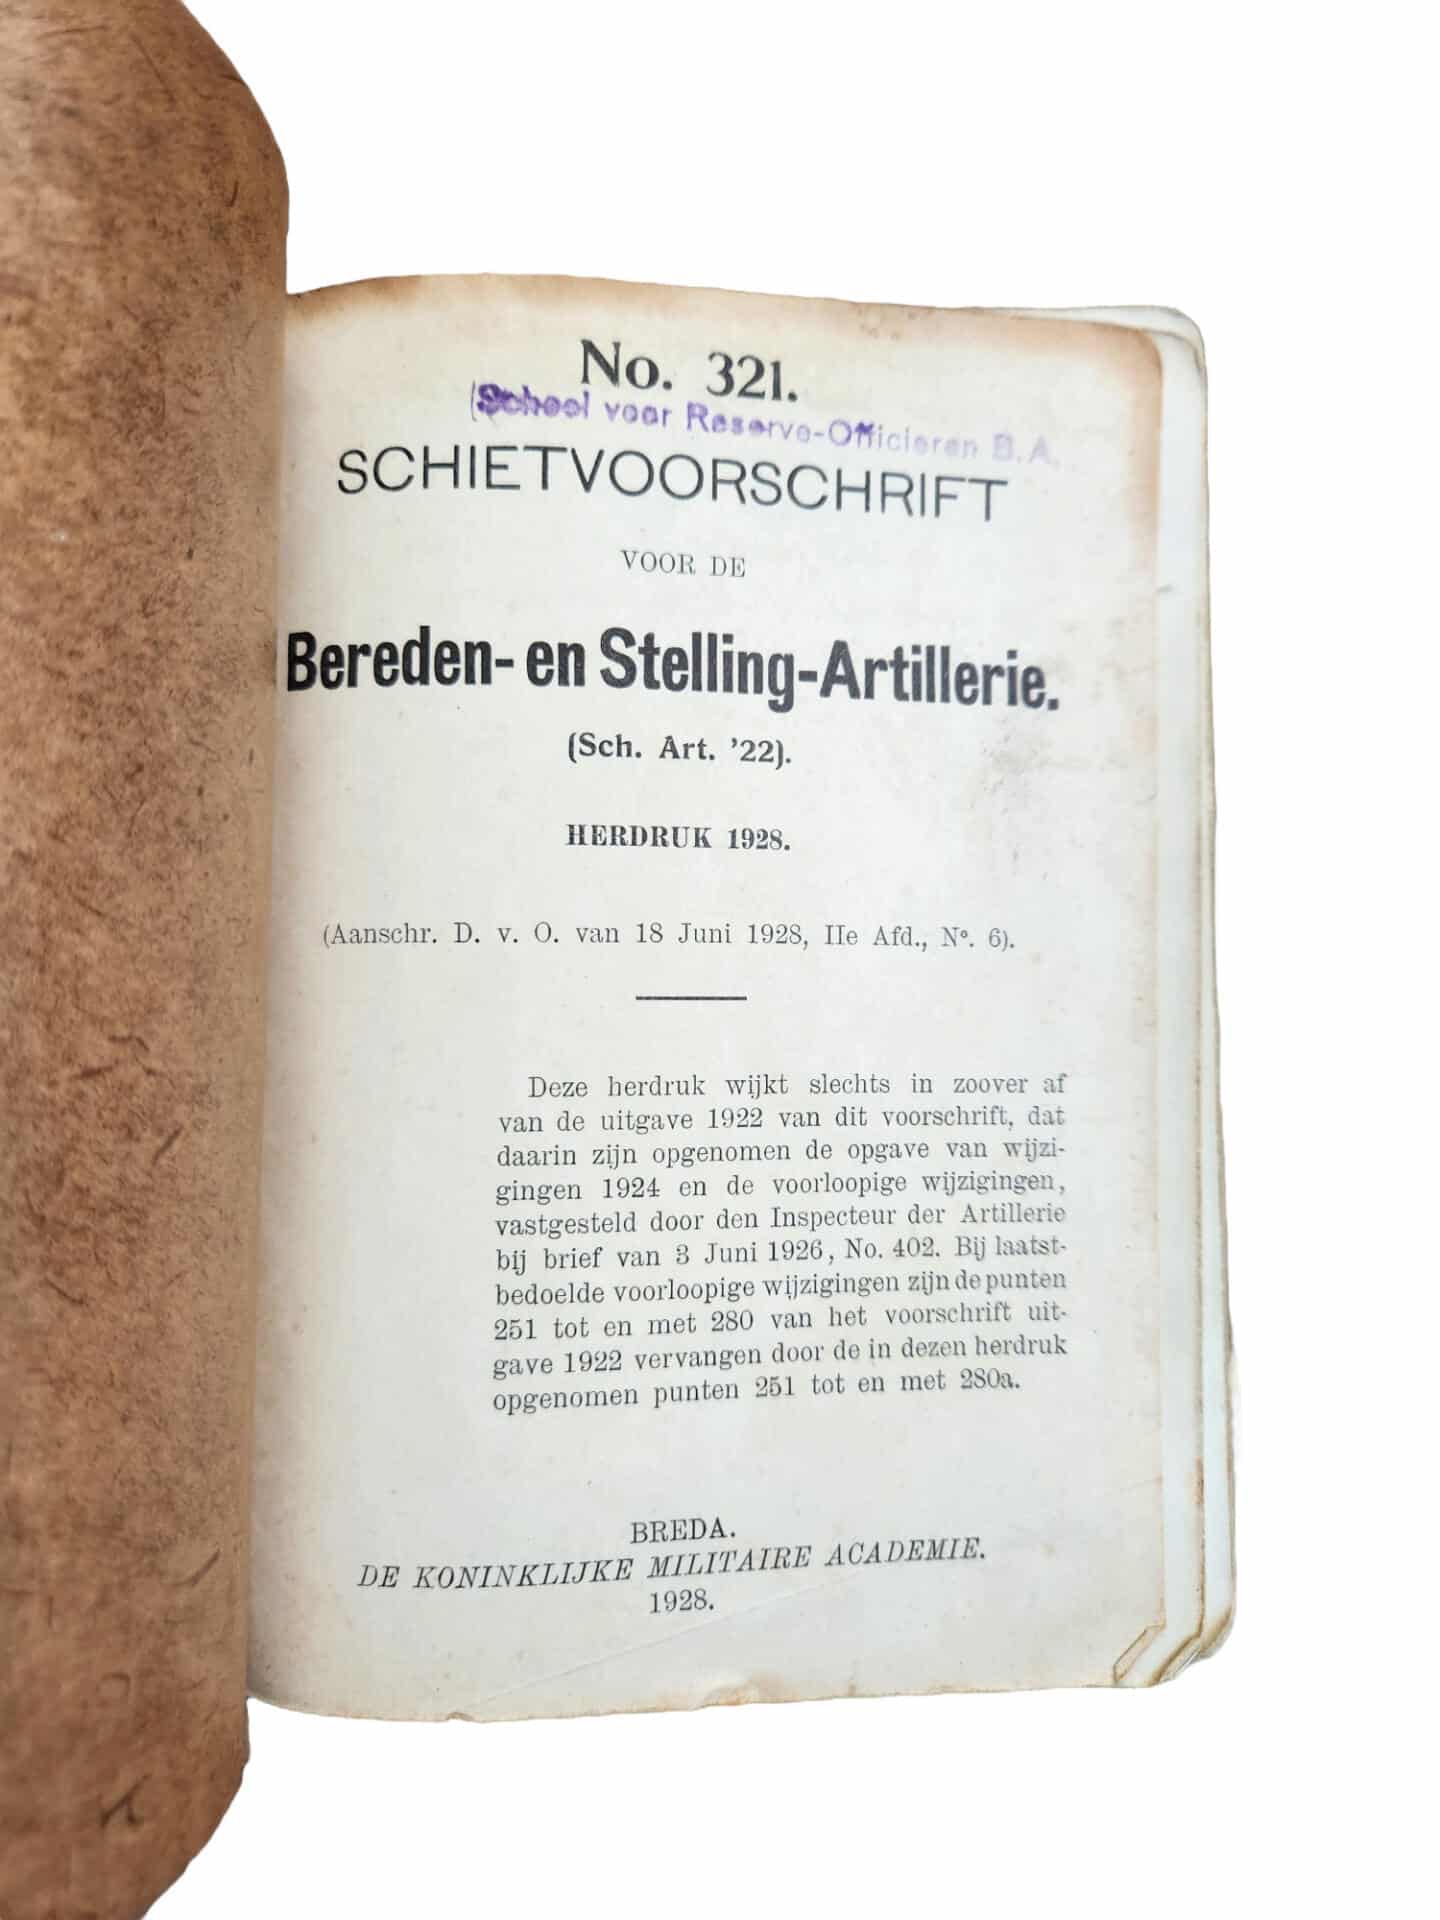 No. 321.
(School voor Reserve-Officieren B.A.
SCHIETVOORSCHRIFT
VOOR DE
Bereden- en Stelling-Artillerie.
(Sch. Art. ’22).
HERDRUK 1928.
(Aanschr. D. v. O. van 18 Juni 1928, IIe Afd., N°. 6).
Deze herdruk wijkt slechts in zoover af
van de uitgave 1922 van dit voorschrift, dat
daarin zijn opgenomen de opgave van wijzi-
gingen 1924 en de voorloopige wijzigingen,
vastgesteld door den Inspecteur der Artillerie
bij brief van 3 Juni 1926, No. 402. Bij laatst-
bedoelde voorloopige wijzigingen zijn de punten
251 tot en met 280 van het voorschrift uit-
gave 1922 vervangen door de in dezen herdruk
opgenomen punten 251 tot en met 280a.
BREDA.
DE KONINKLIJKE MILITAIRE ACADEMIE.
1928.